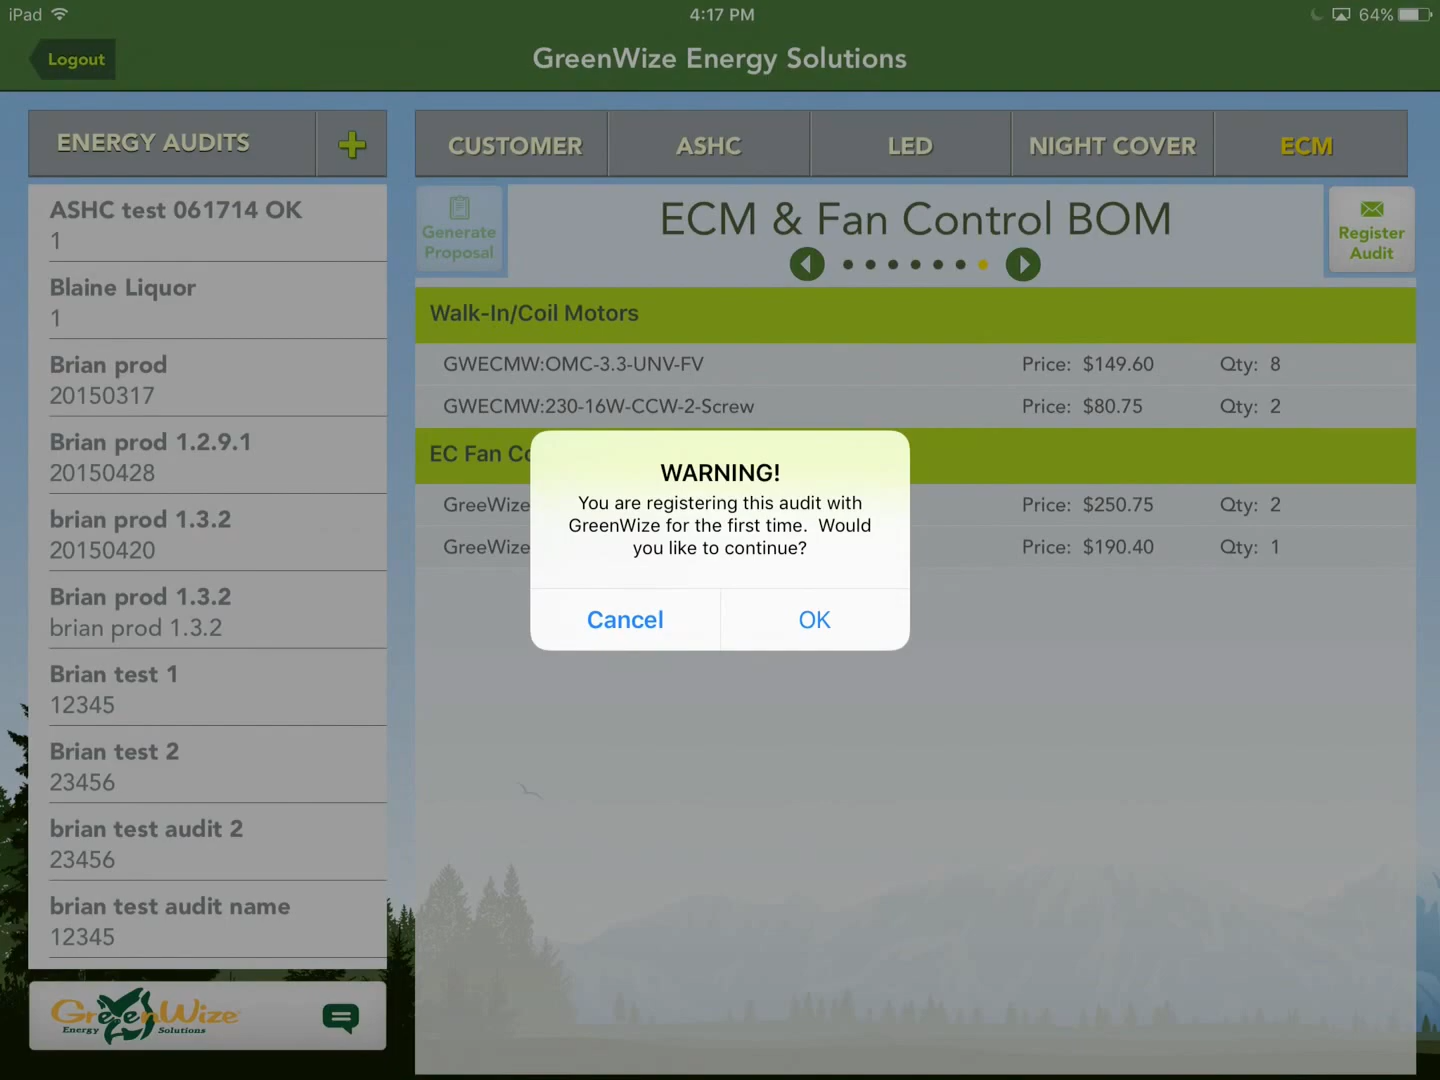 iPad
4:17 PM
64%
Logout
GreenWize Energy Solutions
ENERGY AUDITS
CUSTOMER
ASHC
LED
NIGHT COVER
ECM
ASHC test 061714 OK
1
Blaine Liquor
1
Brian prod
20150317
Brian prod 1.2.9.1
20150428
brian prod 1.3.2
20150420
Brian prod 1.3.2
brian prod 1.3.2
Brian test 1
12345
Brian test 2
23456
brian test audit 2
23456
brian test audit name
12345
GreenWize
Energy Solutions
Generate
Proposal
ECM & Fan Control BOM
Register
Audit
Walk-In/Coil Motors
GWECMW:OMC-3.3-UNV-FV Price: $149.60 Qty: 8
GWECMW:230-16W-CCW-2-Screw Price: $80.75 Qty: 2
EC Fan
GreeWize Price: $250.75 Qty: 2
GreeWize Price: $190.40 Qty: 1
WARNING!
You are registering this audit with
GreenWize for the first time. Would
you like to continue?
Cancel
OK